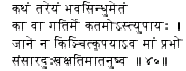 कथं तरेयं भवसिन्धुमेतं
का वा गतिर्मे कतमोऽस्त्युपायः ।
जाने न किञ्चित्कृपयाऽव मां प्रभो
संसारदुःखक्षतिमातनुष्व ॥ ४०॥